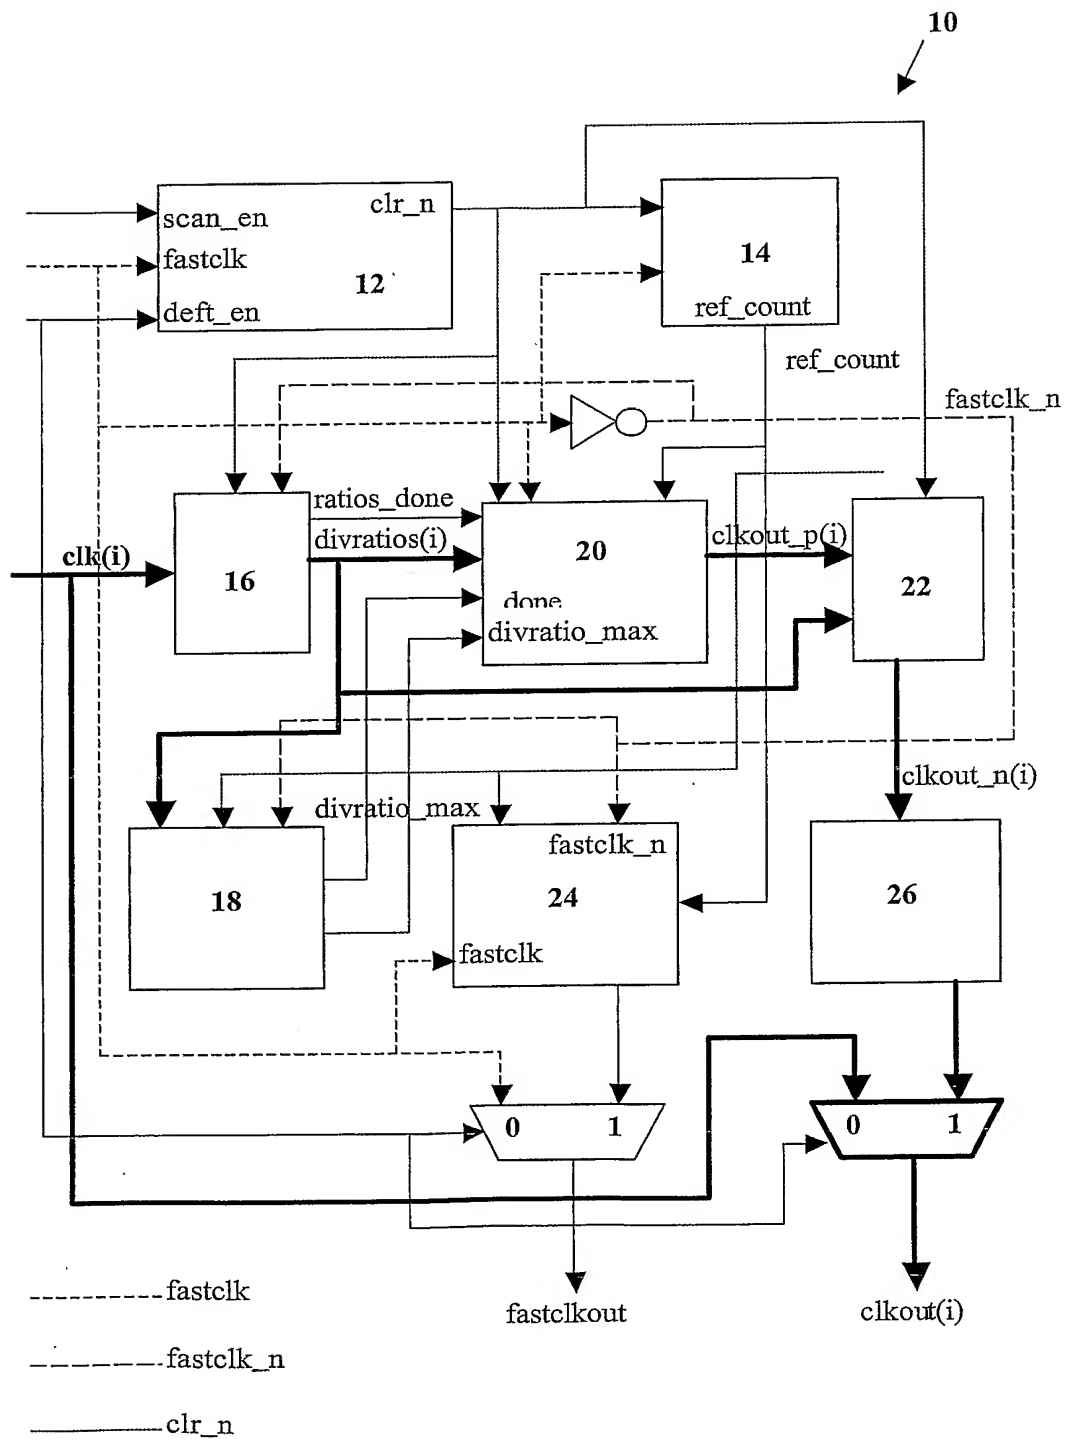 10
clr_n
scan_en
fastclk
12
deft_en
14
ref_count
ref_count
fastclk_n
ratios_done
divratios(i)
clk(i)
16
20
done
divratio_max
clkout_p(i)
22
clkout_n(i)
divratio_max
18
fastclk_n
24
fastclk
26
0 1
0 1
fastclkout
clkout(i)
fastclk
fastclk_n
clr_n